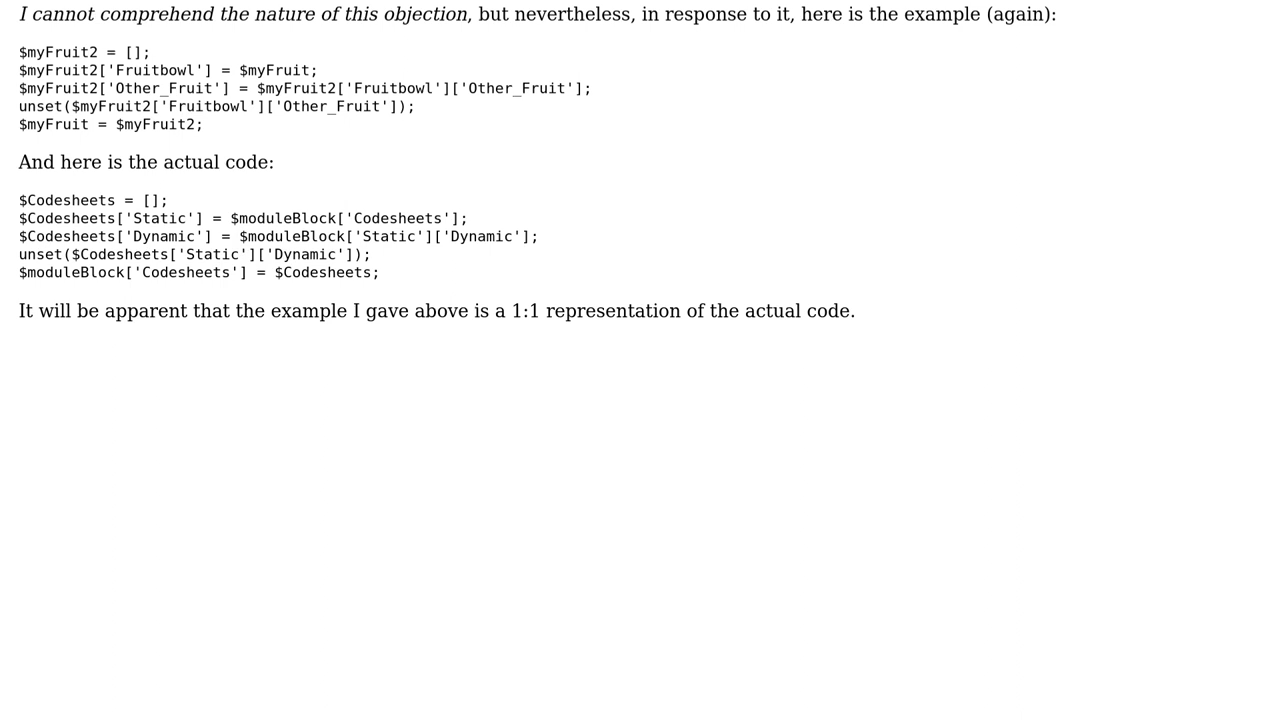 I cannot comprehend the nature of this objection, but nevertheless, in response to it, here is the example (again):
$myFruit2 = [];
$myFruit2['Fruitbowl'] = $myFruit;
$myFruit2['Other_Fruit'] = $myFruit2['Fruitbowl']['Other_Fruit'];
unset($myFruit2['Fruitbowl']['Other_Fruit']);
$myFruit = $myFruit2;
And here is the actual code:
$Codesheets = [];
$Codesheets['Static'] = $moduleBlock['Codesheets'];
$Codesheets['Dynamic'] = $moduleBlock['Static']['Dynamic'];
unset($Codesheets['Static']['Dynamic']);
$moduleBlock['Codesheets'] = $Codesheets;
It will be apparent that the example I gave above is a 1:1 representation of the actual code.